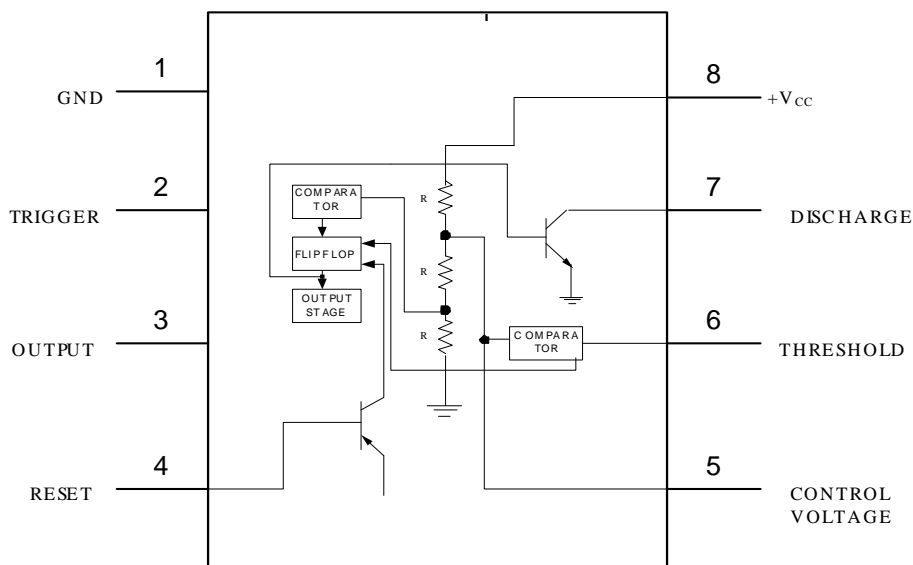 1
GND
2
TRIGGER
3
OUTPUT
4
RESET
8
+VCC
7
DISCHARGE
6
THRESHOLD
5
CONTROL
VOLTAGE
COMPARA
TOR
FLIPFLOP
OUTPUT
STAGE
R
R
R
COMPARA
TOR